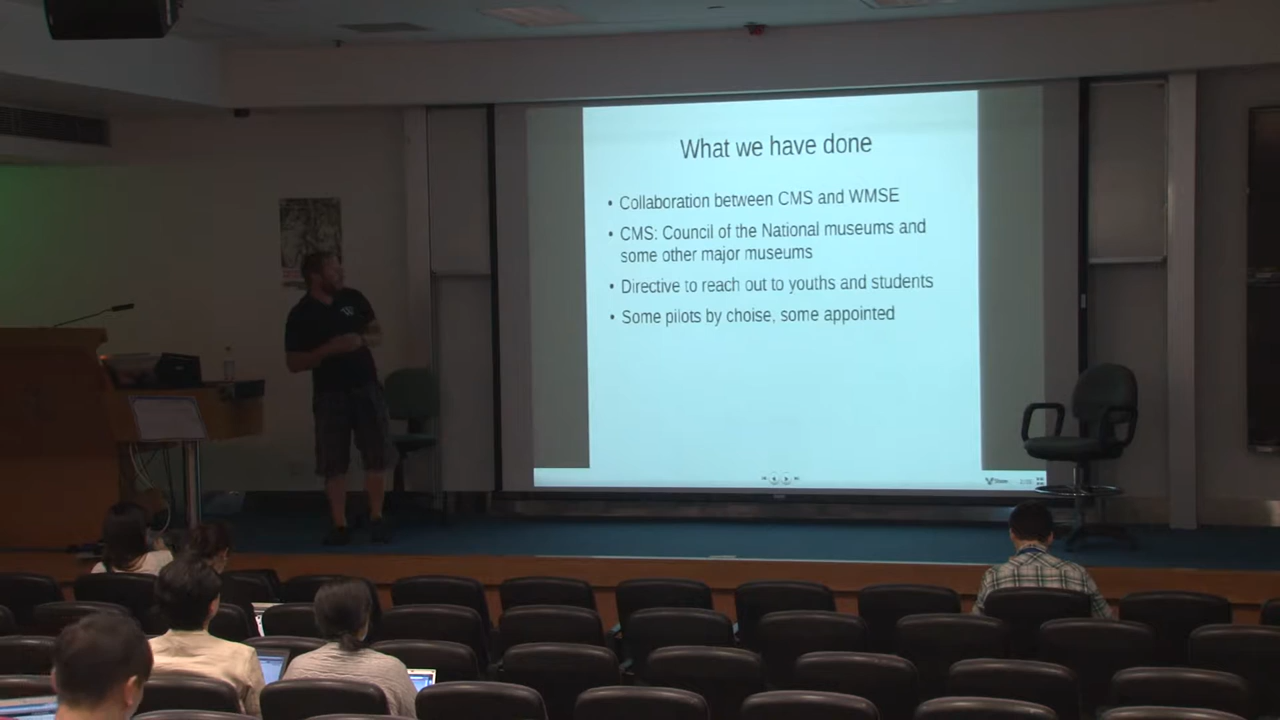 What we have done
• Collaboration between CMS and WMSE
• CMS: Council of the National museums and
some other major museums
• Directive to reach out to youths and students
• Some pilots by choise, some appointed